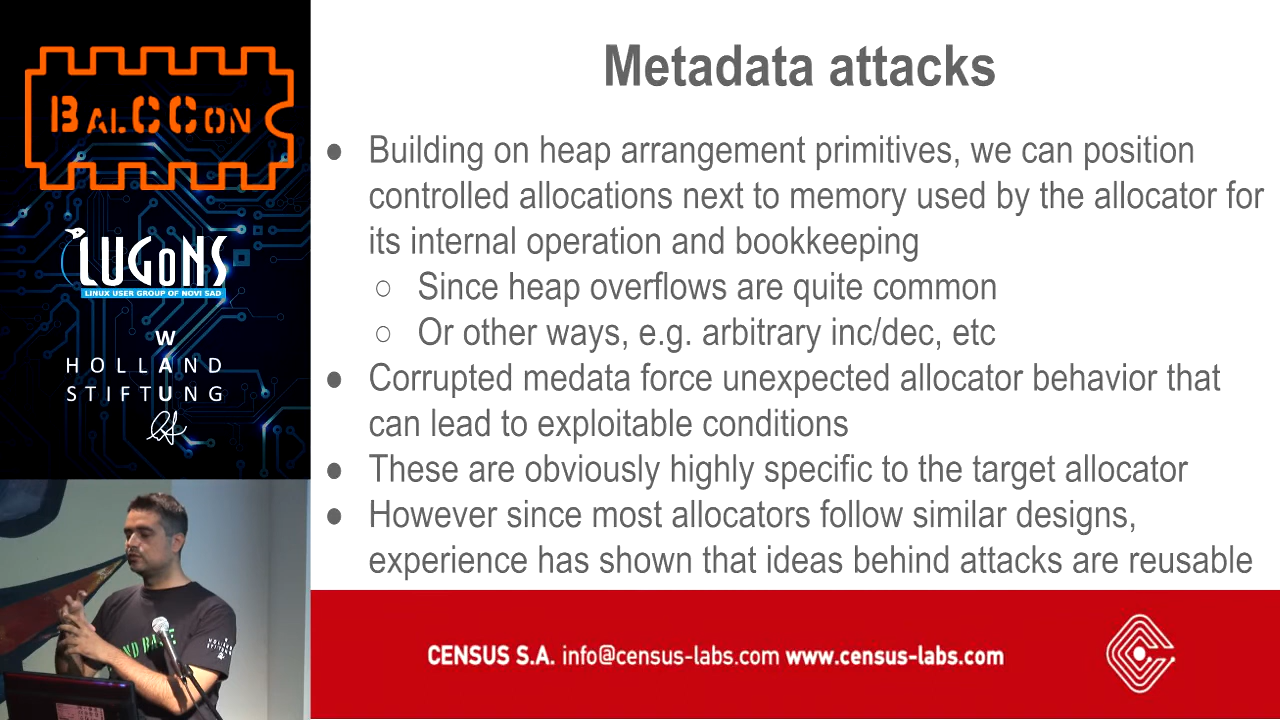 BALCCON
LUGoNS
LINUX USER GROUP OF NOVI SAD
W
HOLLAND
STIFTUNG
Metadata attacks
● Building on heap arrangement primitives, we can position
controlled allocations next to memory used by the allocator for
its internal operation and bookkeeping
○ Since heap overflows are quite common
○ Or other ways, e.g. arbitrary inc/dec, etc
● Corrupted medata force unexpected allocator behavior that
can lead to exploitable conditions
● These are obviously highly specific to the target allocator
● However since most allocators follow similar designs,
experience has shown that ideas behind attacks are reusable
CENSUS S.A. info@census-labs.com www.census-labs.com